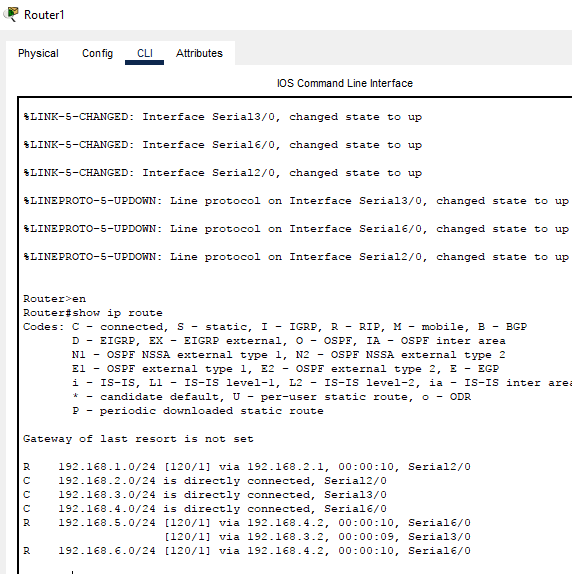 Router1
Physical Config CLI Attributes
IOS Command Line Interface
%LINK-5-CHANGED: Interface Serial3/0, changed state to up
%LINK-5-CHANGED: Interface Serial6/0, changed state to up
%LINK-5-CHANGED: Interface Serial2/0, changed state to up
%LINEPROTO-5-UPDOWN: Line protocol on Interface Serial3/0, changed state to up
%LINEPROTO-5-UPDOWN: Line protocol on Interface Serial6/0, changed state to up
%LINEPROTO-5-UPDOWN: Line protocol on Interface Serial2/0, changed state to up
Router>en
Router#show ip route
Codes: C - connected, S - static, I - IGRP, R - RIP, M - mobile, B - BGP
D - EIGRP, EX - EIGRP external, O - OSPF, IA - OSPF inter area
N1 - OSPF NSSA external type 1, N2 - OSPF NSSA external type 2
E1 - OSPF external type 1, E2 - OSPF external type 2, E - EGP
i - IS-IS, L1 - IS-IS level-1, L2 - IS-IS level-2, ia - IS-IS inter area
* - candidate default, U - per-user static route, o - ODR
P - periodic downloaded static route
Gateway of last resort is not set
R 192.168.1.0/24 [120/1] via 192.168.2.1, 00:00:10, Serial2/0
C 192.168.2.0/24 is directly connected, Serial2/0
C 192.168.3.0/24 is directly connected, Serial3/0
C 192.168.4.0/24 is directly connected, Serial6/0
R 192.168.5.0/24 [120/1] via 192.168.4.2, 00:00:10, Serial6/0
[120/1] via 192.168.3.2, 00:00:09, Serial3/0
R 192.168.6.0/24 [120/1] via 192.168.4.2, 00:00:10, Serial6/0